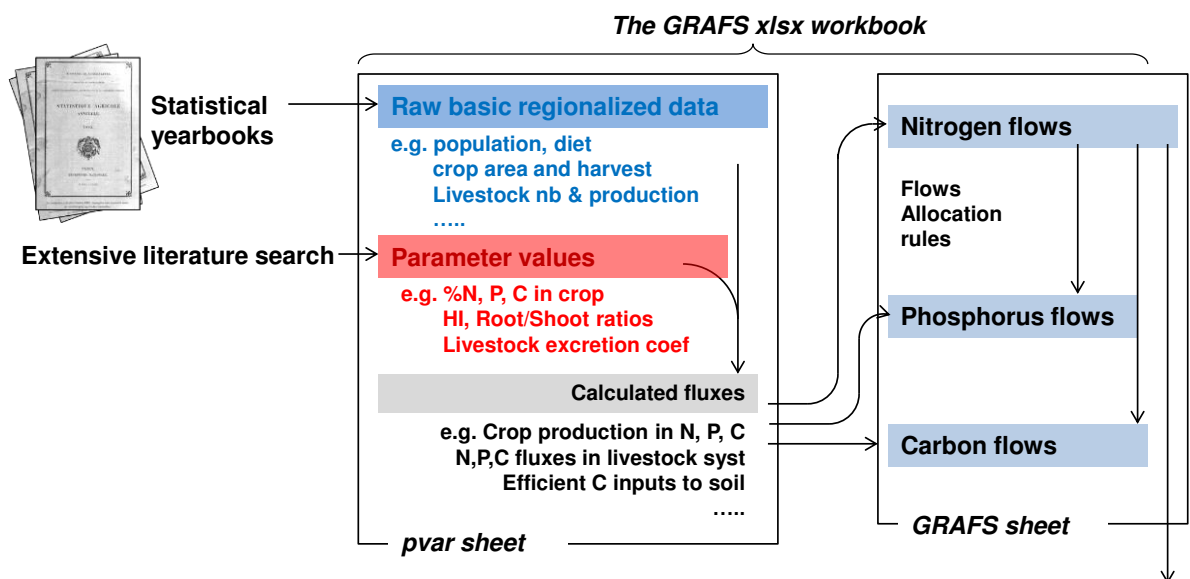 The GRAFS xlsx workbook
Statistical
yearbooks
Extensive literature search
Raw basic regionalized data
e.g. population, diet
crop area and harvest
Livestock nb & production
…..
Parameter values
e.g. %N, P, C in crop
HI, Root/Shoot ratios
Livestock excretion coef
Calculated fluxes
e.g. Crop production in N, P, C
N,P,C fluxes in livestock syst
Efficient C inputs to soil
…..
pvar sheet
Nitrogen flows
Flows
Allocation
rules
Phosphorus flows
Carbon flows
GRAFS sheet
STATISTIQUE AGRICOLE